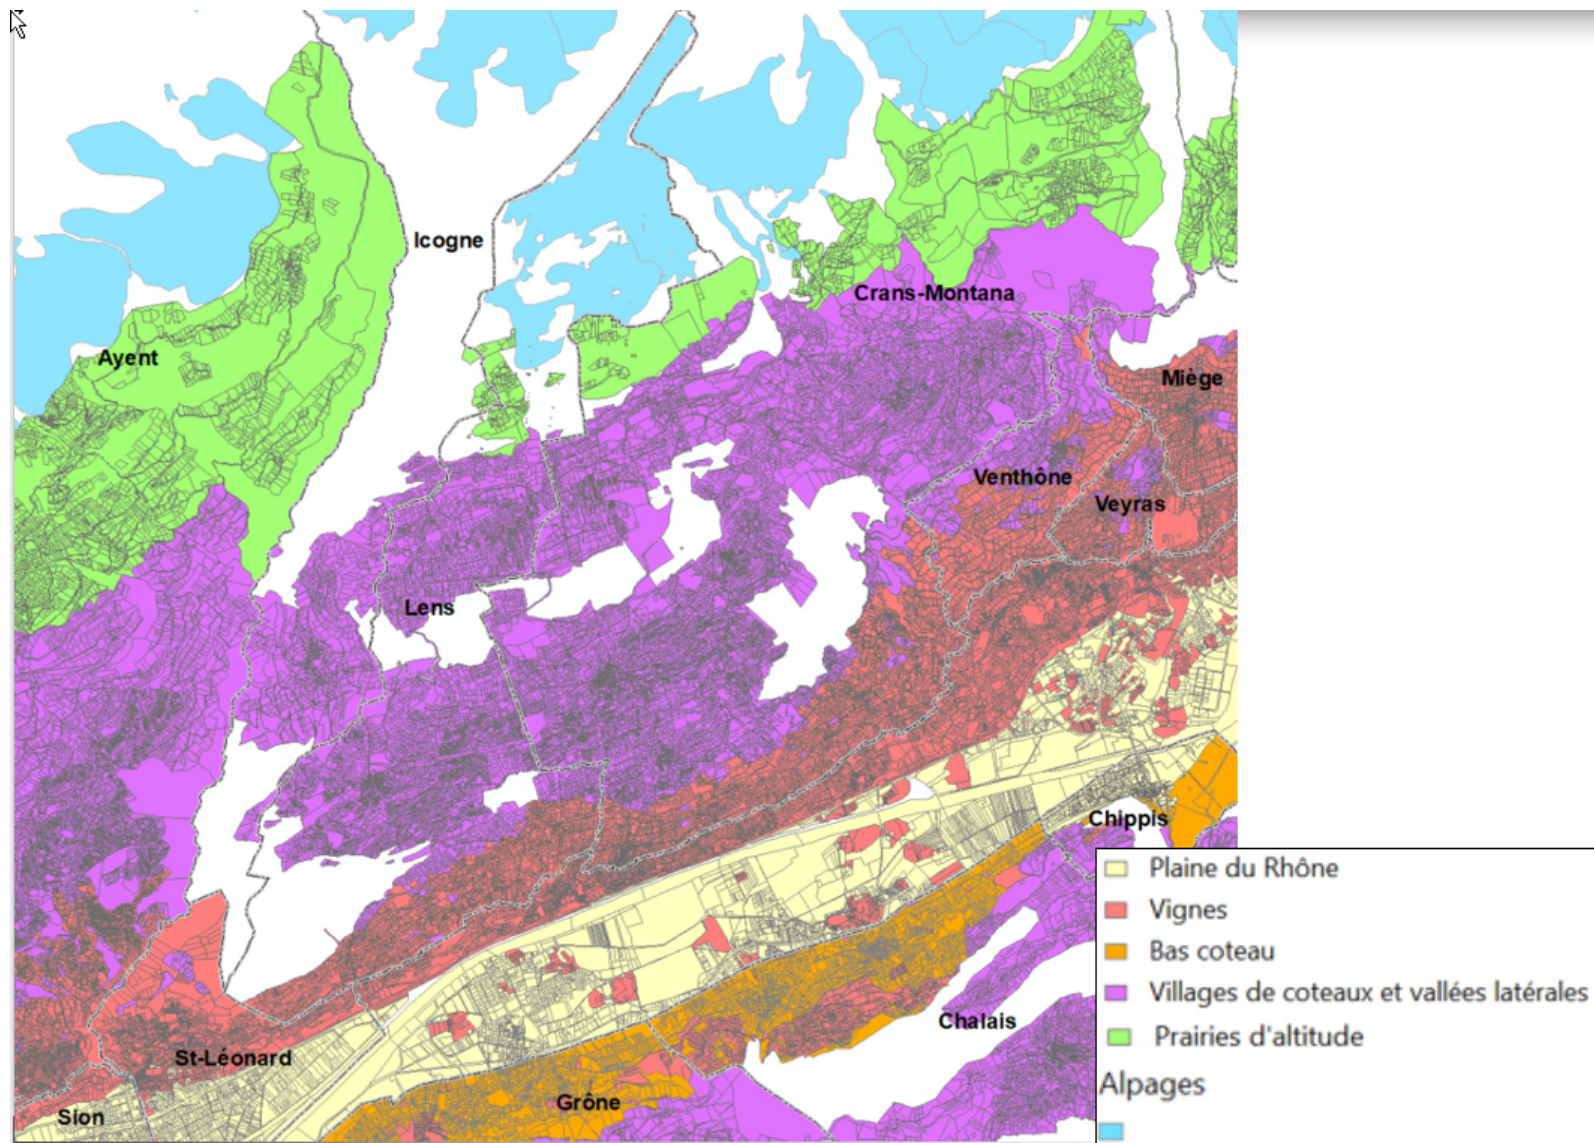 Icogne
Crans-Montana
Ayent
Miège
Venthône
Veyras
Lens
Chippis
Chalais
St-Léonard
Grône
Sion
Plaine du Rhône
Vignes
Bas coteau
Villages de coteaux et vallées latérales
Prairies d'altitude
Alpages